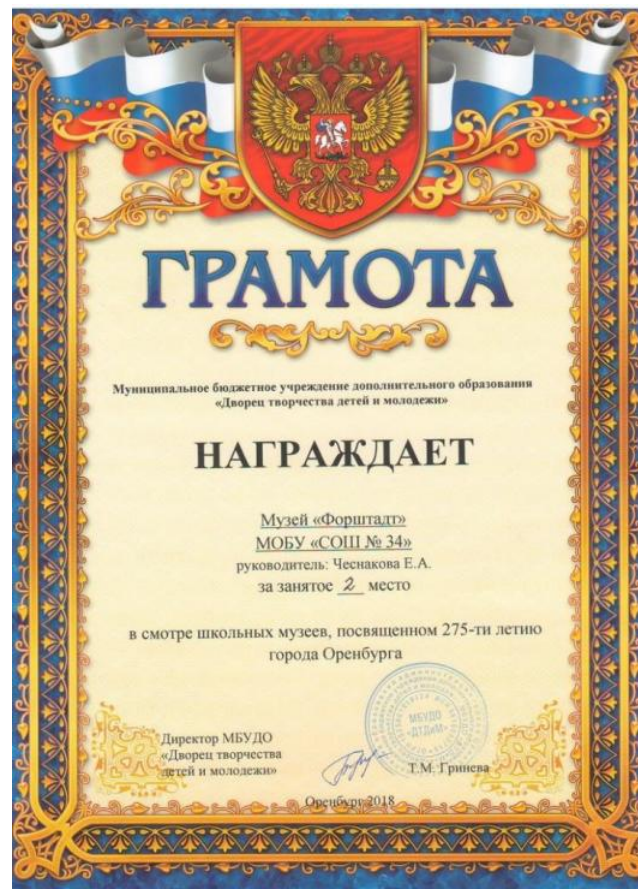 ГРАМОТА
Муниципальное бюджетное учреждение дополнительного образования
«Дворец творчества детей и молодежи»
НАГРАЖДАЕТ
Музей «Форштадт»
МОБУ «СОШ № 34»
руководитель: Чеснакова Е.А.
за занятое 2 место
в смотре школьных музеев, посвященном 275-ти летию
города Оренбурга
МБУДО
«ДТДиМ»
Директор МБУДО
«Дворец творчества
детей и молодежи»
Т.М. Гринева
Оренбург 2018